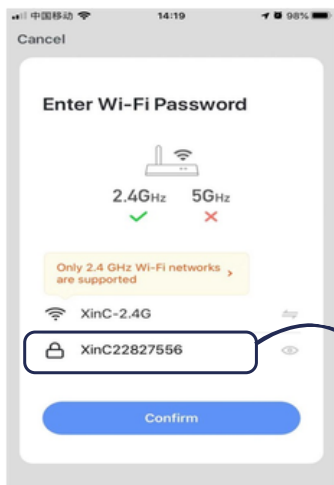 中国移动 14:19 98%
Cancel
Enter Wi-Fi Password
2.4GHz 5GHz
Only 2.4 GHz Wi-Fi networks
are supported
XinC-2.4G
XinC22827556
Confirm